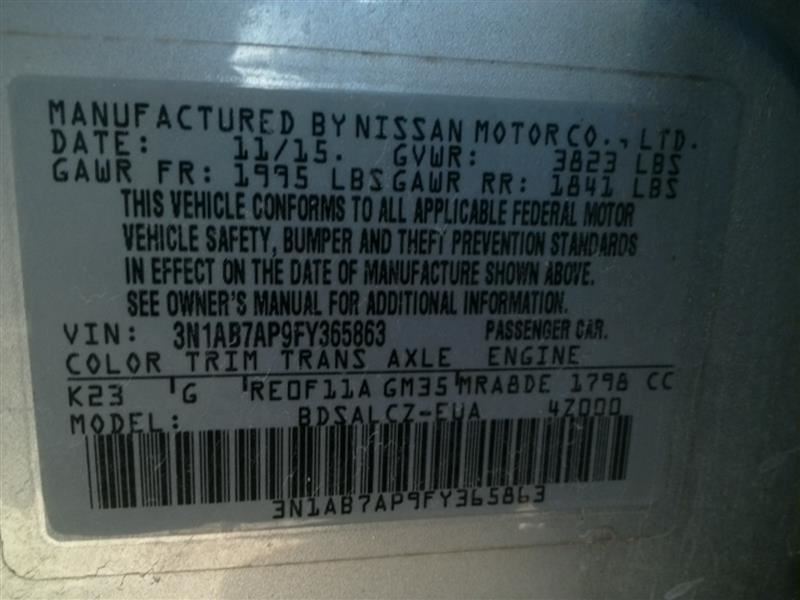 MANUFACTURED BY NISSAN MOTOR CO., LTD.
DATE: 11/15. GVWR: 3823 LBS
GAWR FR: 1995 LBS GAWR RR: 1841 LBS
THIS VEHICLE CONFORMS TO ALL APPLICABLE FEDERAL MOTOR
VEHICLE SAFETY, BUMPER AND THEFT PREVENTION STANDARDS
IN EFFECT ON THE DATE OF MANUFACTURE SHOWN ABOVE.
SEE OWNER'S MANUAL FOR ADDITIONAL INFORMATION.
VIN: 3N1AB7AP9FY365863 PASSENGER CAR.
COLOR TRIM TRANS AXLE ENGINE
K23 G RE0F11A GM35 MRA8DE 1798 CC
MODEL: BDSALCZ-EUA 4Z000
3N1AB7AP9FY365863